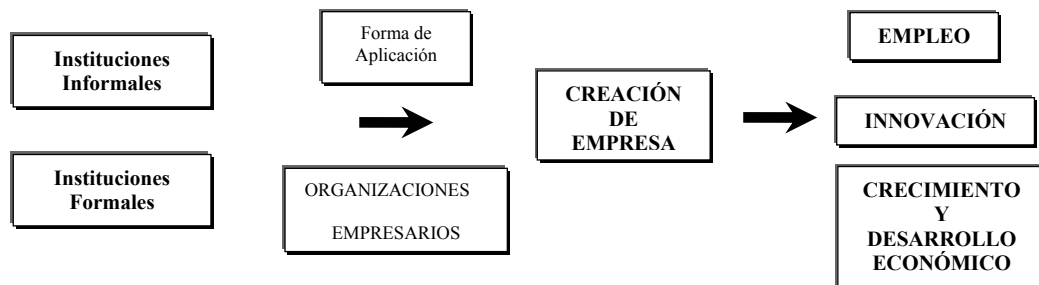 Instituciones
Informales
Instituciones
Formales
Forma de
Aplicación
ORGANIZACIONES
EMPRESARIOS
CREACIÓN
DE
EMPRESA
EMPLEO
INNOVACIÓN
CRECIMIENTO
Y
DESARROLLO
ECONÓMICO